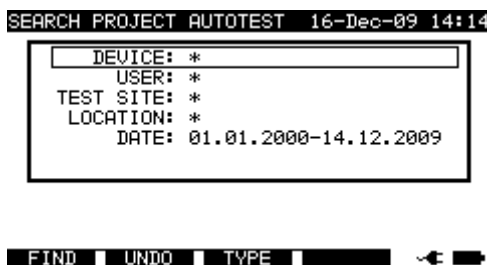 SEARCH PROJECT AUTOTEST 16-Dec-09 14:14
DEVICE: *
USER: *
TEST SITE: *
LOCATION: *
DATE: 01.01.2000-14.12.2009
FIND UNDO TYPE